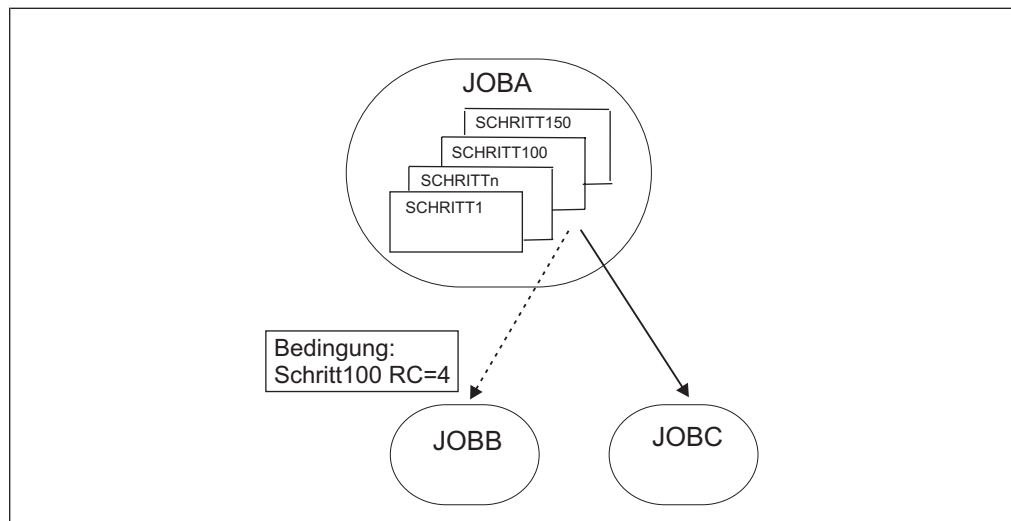 JOBA
SCHRITT150
SCHRITT100
SCHRITTn
SCHRITT1
Bedingung:
Schritt100 RC=4
JOBB
JOBC